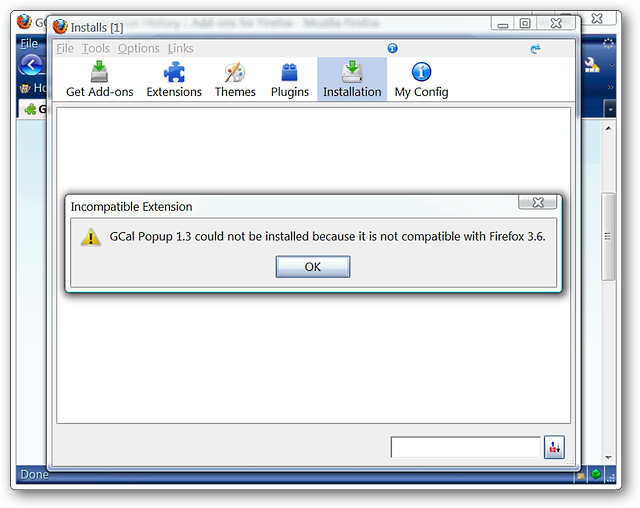 Installs [1]
File Tools Options Links
Get Add-ons Extensions Themes Plugins Installation My Config
Incompatible Extension
GCal Popup 1.3 could not be installed because it is not compatible with Firefox 3.6.
OK
Done